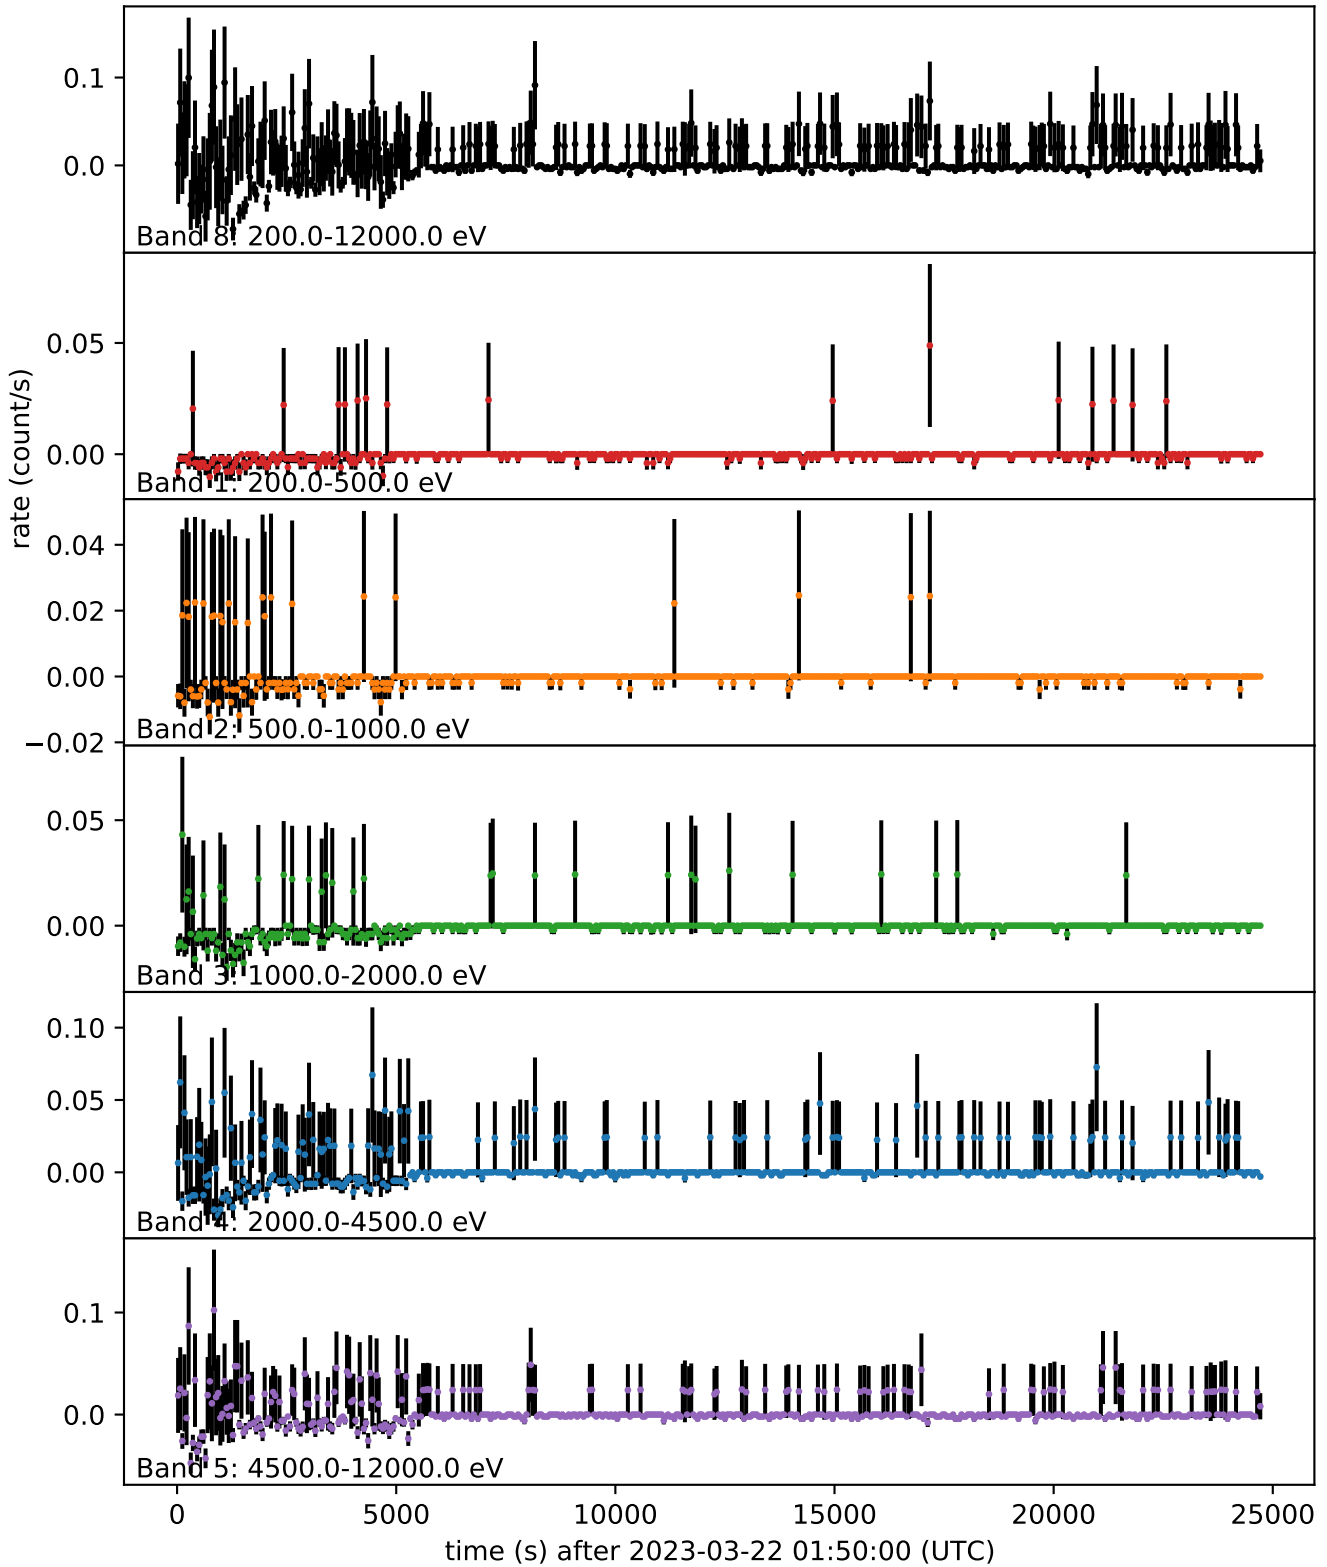 0.1
0.0
Band 8: 200.0-12000.0 eV
0.05
0.00
Band 1: 200.0-500.0 eV
rate (count/s)
0.04
0.02
0.00
−0.02
Band 2: 500.0-1000.0 eV
0.05
0.00
Band 3: 1000.0-2000.0 eV
0.10
0.05
0.00
Band 4: 2000.0-4500.0 eV
0.1
0.0
Band 5: 4500.0-12000.0 eV
0 5000 10000 15000 20000 25000
time (s) after 2023-03-22 01:50:00 (UTC)